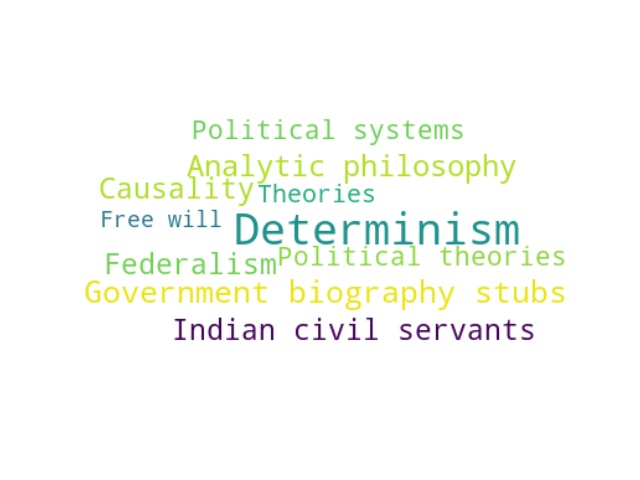 Political systems
Analytic philosophy
Causality Theories
Free will Determinism
Federalism Political theories
Government biography stubs
Indian civil servants